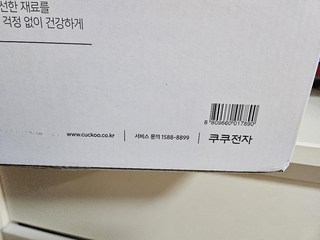 선한 재료를
걱정 없이 건강하게
8 809660 017690
www.cuckoo.co.kr | 서비스 문의 1588-8899 | 쿠쿠전자